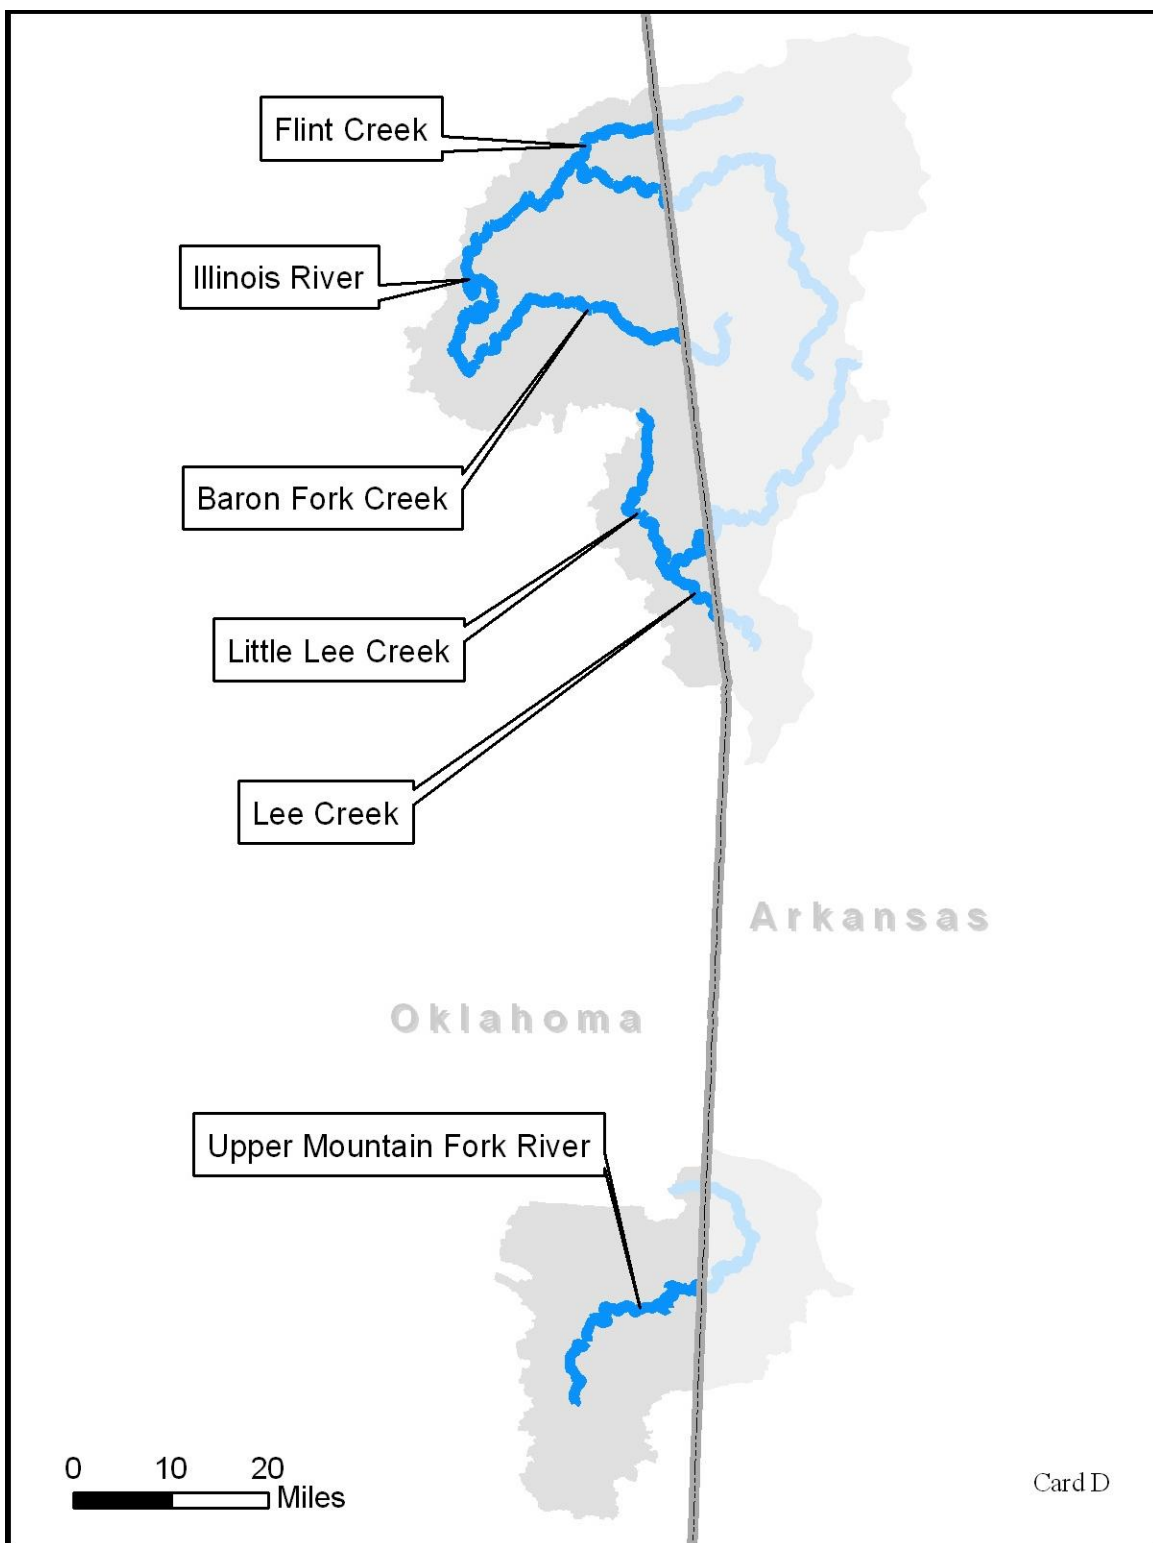 Flint Creek
Illinois River
Baron Fork Creek
Little Lee Creek
Lee Creek
Arkansas
Oklahoma
Upper Mountain Fork River
0 10 20
Miles
Card D